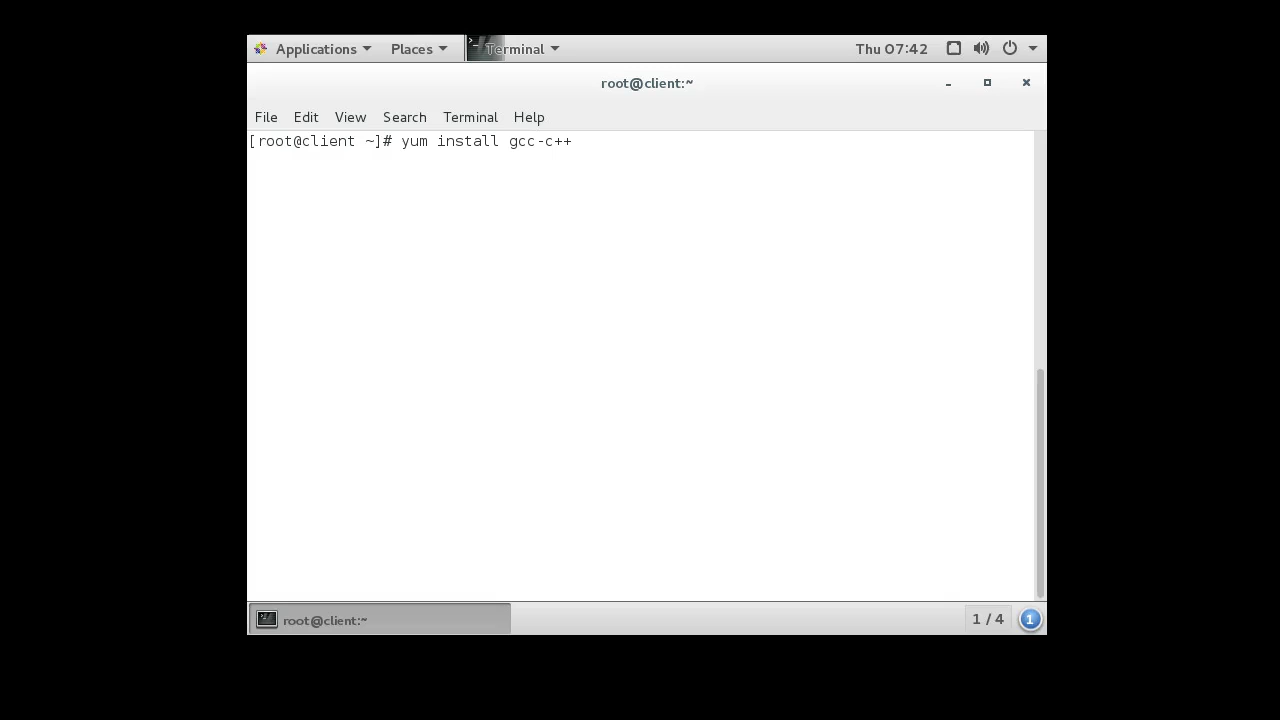 Applications Places Terminal Thu 07:42
root@client:~
File Edit View Search Terminal Help
[root@client ~]# yum install gcc-c++
root@client:~ 1 / 4 1